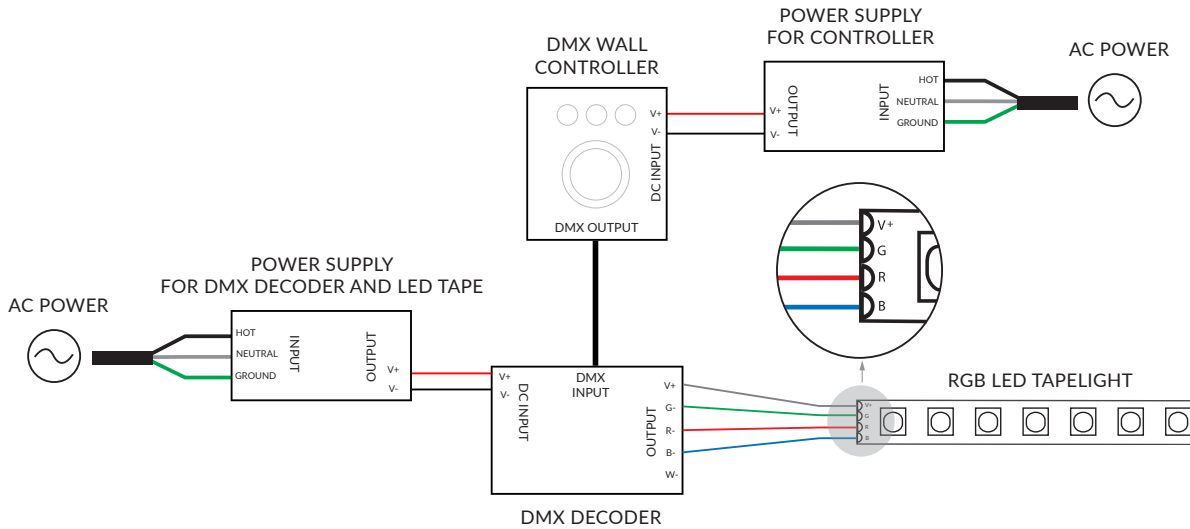 POWER SUPPLY
FOR CONTROLLER
AC POWER
DMX WALL
CONTROLLER
HOT
NEUTRAL
GROUND
INPUT
OUTPUT
V+
V-
V+
V-
DC INPUT
DMX OUTPUT
V+
G
R
B
POWER SUPPLY
FOR DMX DECODER AND LED TAPE
AC POWER
HOT
NEUTRAL
GROUND
INPUT
OUTPUT
V+
V-
V+
V-
DC INPUT
DMX
INPUT
OUTPUT
V+
G-
R-
B-
W-
DMX DECODER
RGB LED TAPELIGHT
V+
G
R
B